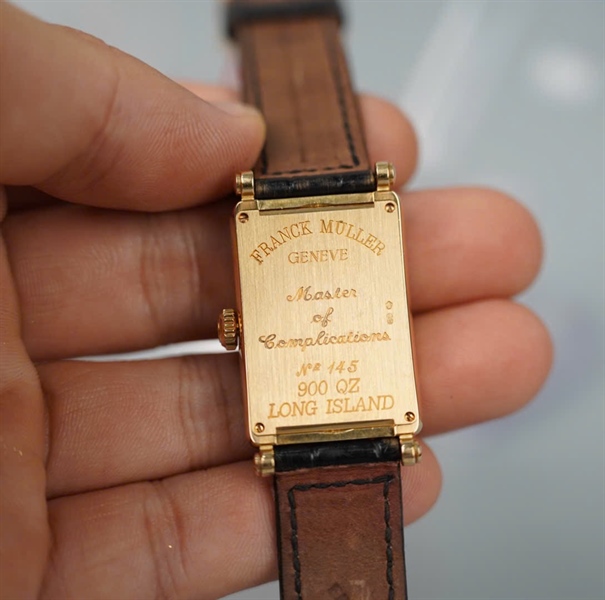 FRANCK MULLER
GENEVE
Master
of
Complications
Nº 145
900 QZ
LONG ISLAND